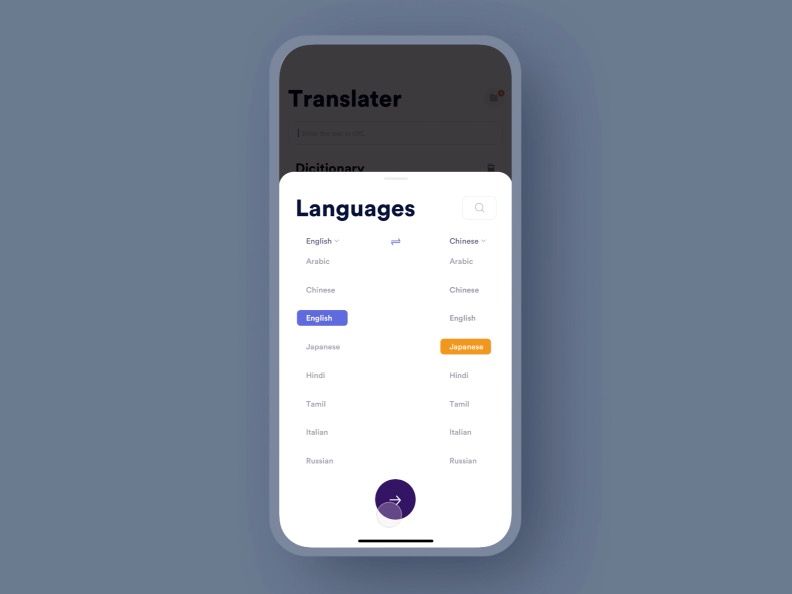 Translater
Dicitionary
Languages
English Chinese
Arabic Arabic
Chinese Chinese
English English
Japanese Japanese
Hindi Hindi
Tamil Tamil
Italian Italian
Russian Russian